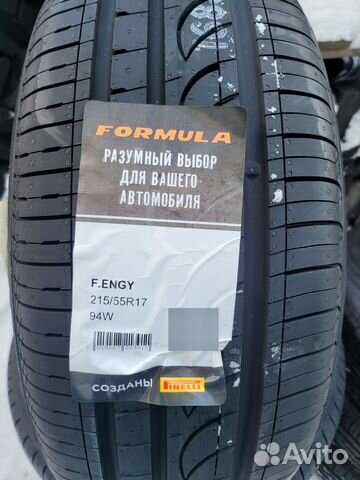 FORMULA
РАЗУМНЫЙ ВЫБОР
ДЛЯ ВАШЕГО
АВТОМОБИЛЯ
F.ENGY
215/55R17
94W
СОЗДАНЫ PIRELLI
Avito